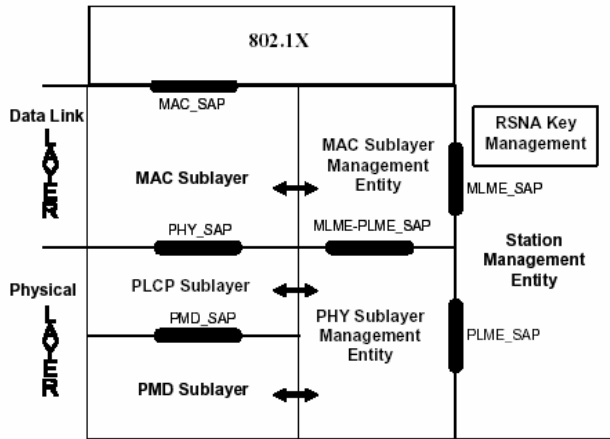 802.1X
MAC_SAP
Data Link
LAYER
RSNA Key
Management
MAC Sublayer
Management
Entity
MAC Sublayer
MLME_SAP
PHY_SAP
MLME-PLME_SAP
Station
Management
Entity
Physical
LAYER
PLCP Sublayer
PMD_SAP
PHY Sublayer
Management
Entity
PLME_SAP
PMD Sublayer